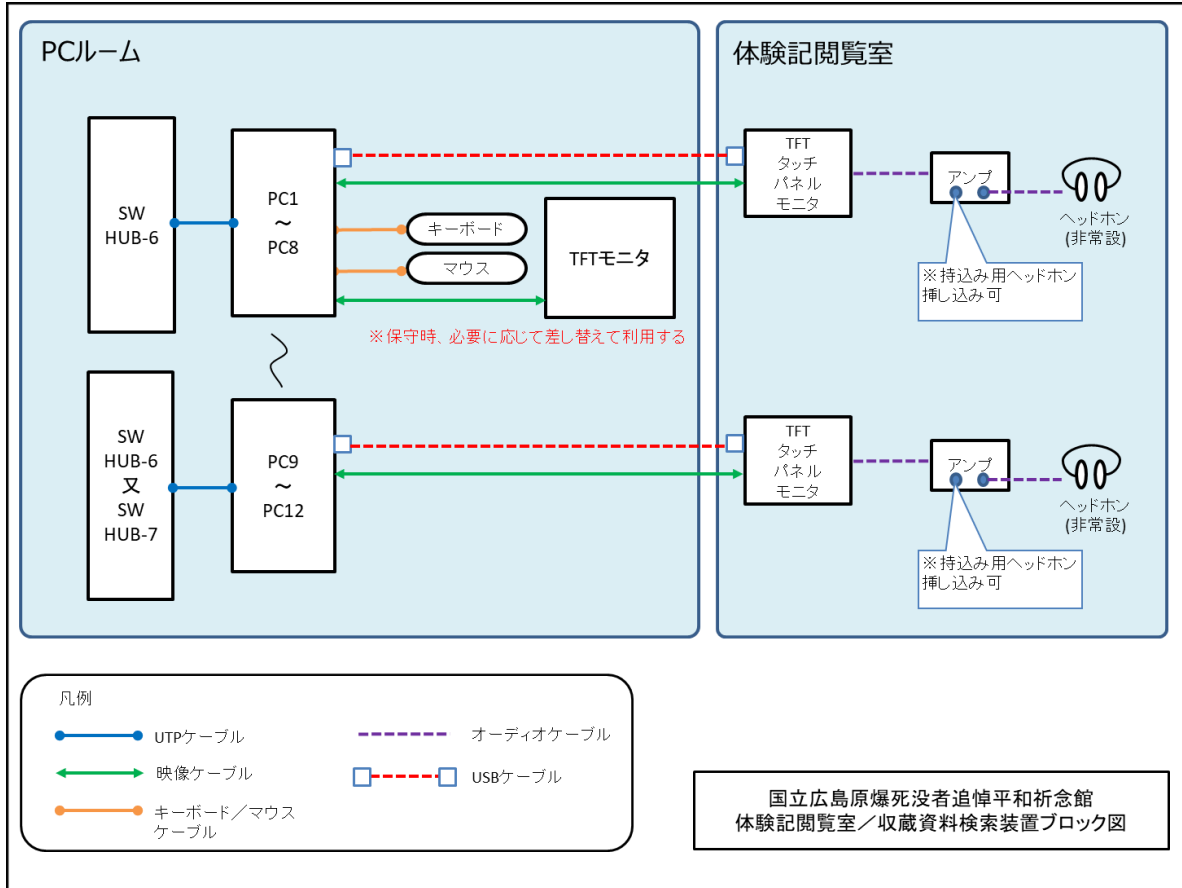 PCルーム
SW
HUB-6
PC1
～
PC8
キーボード
マウス
TFTモニタ
※保守時、必要に応じて差し替えて利用する
SW
HUB-6
又
SW
HUB-7
PC9
～
PC12
体験記閲覧室
TFT
タッチ
パネル
モニタ
アンプ
ヘッドホン
(非常設)
※持込み用ヘッドホン
挿し込み可
TFT
タッチ
パネル
モニタ
アンプ
ヘッドホン
(非常設)
※持込み用ヘッドホン
挿し込み可
凡例
UTPケーブル
映像ケーブル
キーボード／マウス
ケーブル
オーディオケーブル
USBケーブル
国立広島原爆死没者追悼平和祈念館
体験記閲覧室／収蔵資料検索装置ブロック図